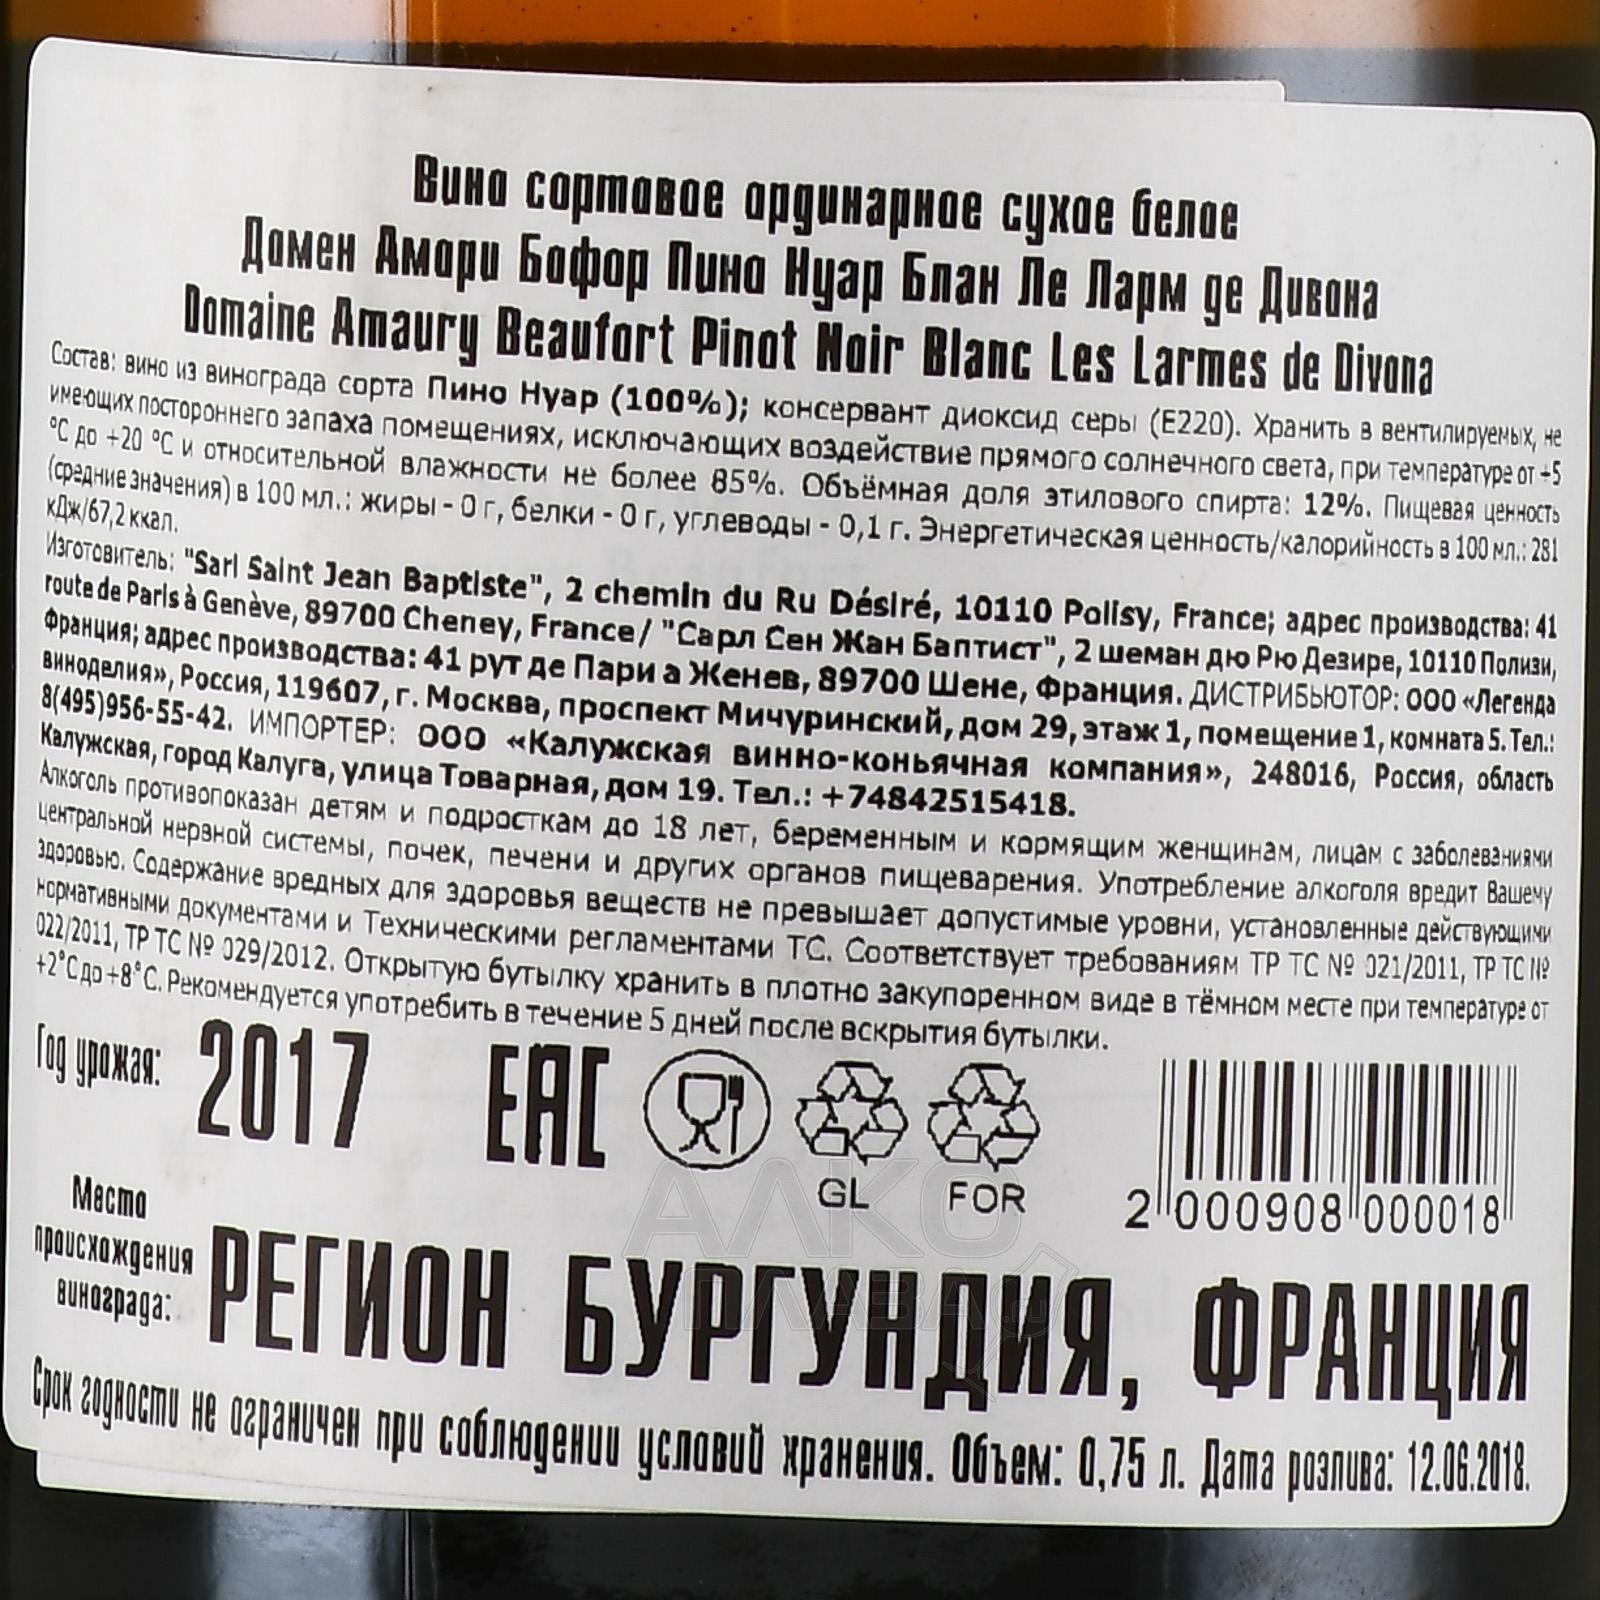 Вино сортовое ординарное сухое белое
Домен Амори Бофор Пино Нуар Блан Ле Ларм де Дивона
Domaine Amaury Beaufort Pinot Noir Blanc Les Larmes de Divona
Состав: вино из винограда сорта Пино Нуар (100%); консервант диоксид серы (Е220). Хранить в вентилируемых, не
имеющих постороннего запаха помещениях, исключающих воздействие прямого солнечного света, при температуре от +5
°С до +20 °С и относительной влажности не более 85%. Объёмная доля этилового спирта: 12%. Пищевая ценность
(средние значения) в 100 мл.: жиры - 0 г, белки - 0 г, углеводы - 0,1 г. Энергетическая ценность/калорийность в 100 мл.: 281
кДж/67,2 ккал.
Изготовитель: "Sarl Saint Jean Baptiste", 2 chemin du Ru Désiré, 10110 Polisy, France; адрес производства: 41
route de Paris à Genève, 89700 Cheney, France/ "Сарл Сен Жан Баптист", 2 шеман дю Рю Дезире, 10110 Полизи,
Франция; адрес производства: 41 рут де Пари а Женев, 89700 Шене, Франция. ДИСТРИБЬЮТОР: ООО «Легенда
виноделия», Россия, 119607, г. Москва, проспект Мичуринский, дом 29, этаж 1, помещение 1, комната 5. Тел.:
8(495)956-55-42. ИМПОРТЕР: ООО «Калужская винно-коньячная компания», 248016, Россия, область
Калужская, город Калуга, улица Товарная, дом 19. Тел.: +74842515418.
Алкоголь противопоказан детям и подросткам до 18 лет, беременным и кормящим женщинам, лицам с заболеваниями
центральной нервной системы, почек, печени и других органов пищеварения. Употребление алкоголя вредит Вашему
здоровью. Содержание вредных для здоровья веществ не превышает допустимые уровни, установленные действующими
нормативными документами и Техническими регламентами ТС. Соответствует требованиям ТР ТС № 021/2011, ТР ТС №
022/2011, ТР ТС № 029/2012. Открытую бутылку хранить в плотно закупоренном виде в тёмном месте при температуре от
+2°С до +8°С. Рекомендуется употребить в течение 5 дней после вскрытия бутылки.
Год урожая: 2017 EAC
GL FOR
2 000908 000018
Место
происхождения
винограда:
РЕГИОН БУРГУНДИЯ, ФРАНЦИЯ
Срок годности не ограничен при соблюдении условий хранения. Объем: 0,75 л. Дата розлива: 12.06.2018.
АЛКО
ПЛАВА